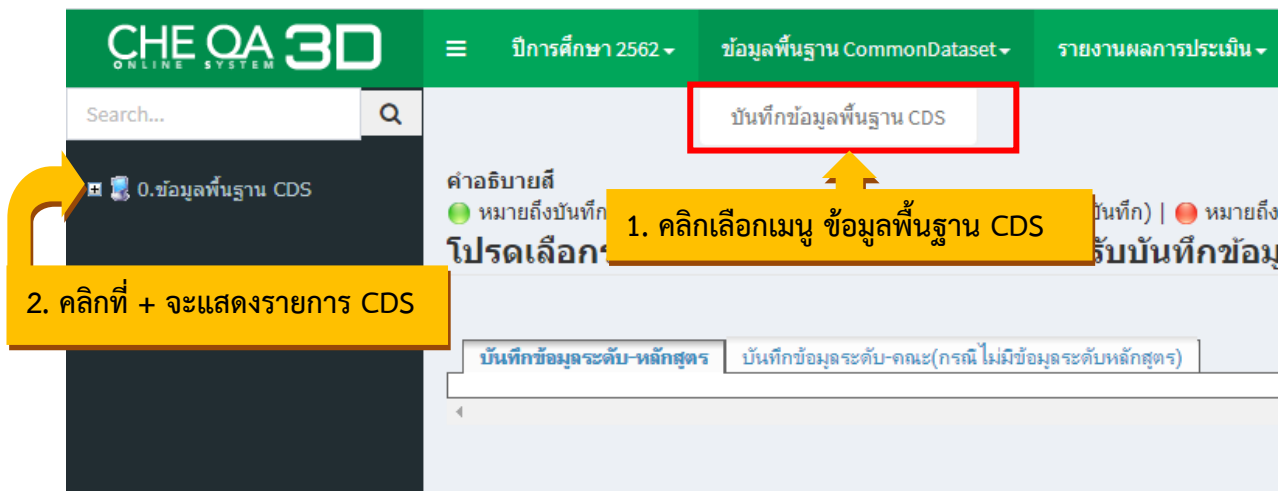 CHE QA 3D
ONLINE SYSTEM
ปีการศึกษา 2562
ข้อมูลพื้นฐาน CommonDataset
รายงานผลการประเมิน
Search...
บันทึกข้อมูลพื้นฐาน CDS
0.ข้อมูลพื้นฐาน CDS
คำอธิบายสี
หมายถึงบันทึก
บันทึก) | หมายถึง
1. คลิกเลือกเมนู ข้อมูลพื้นฐาน CDS
โปรดเลือก
รับบันทึกข้อมู
2. คลิกที่ + จะแสดงรายการ CDS
บันทึกข้อมูลระดับ-หลักสูตร
บันทึกข้อมูลระดับ-คณะ(กรณีไม่มีข้อมูลระดับหลักสูตร)